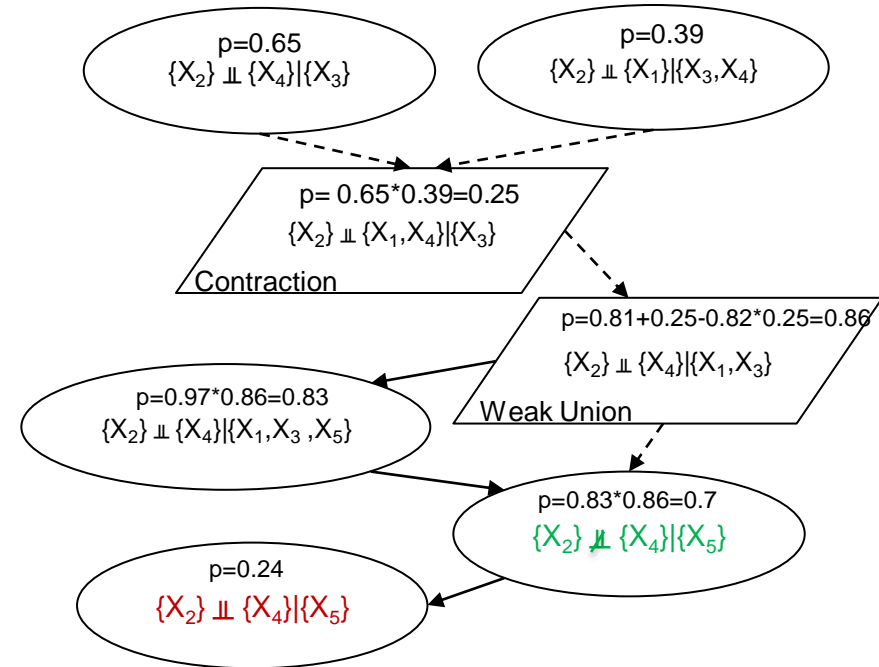 p=0.65
{X₂} ⫫ {X₄}|{X₃}
p=0.39
{X₂} ⫫ {X₁}|{X₃,X₄}
p= 0.65*0.39=0.25
{X₂} ⫫ {X₁,X₄}|{X₃}
Contraction
p=0.81+0.25-0.82*0.25=0.86
{X₂} ⫫ {X₄}|{X₁,X₃}
Weak Union
p=0.97*0.86=0.83
{X₂} ⫫ {X₄}|{X₁,X₃ ,X₅}
p=0.83*0.86=0.7
{X₂} ⫫̸ {X₄}|{X₅}
p=0.24
{X₂} ⫫ {X₄}|{X₅}